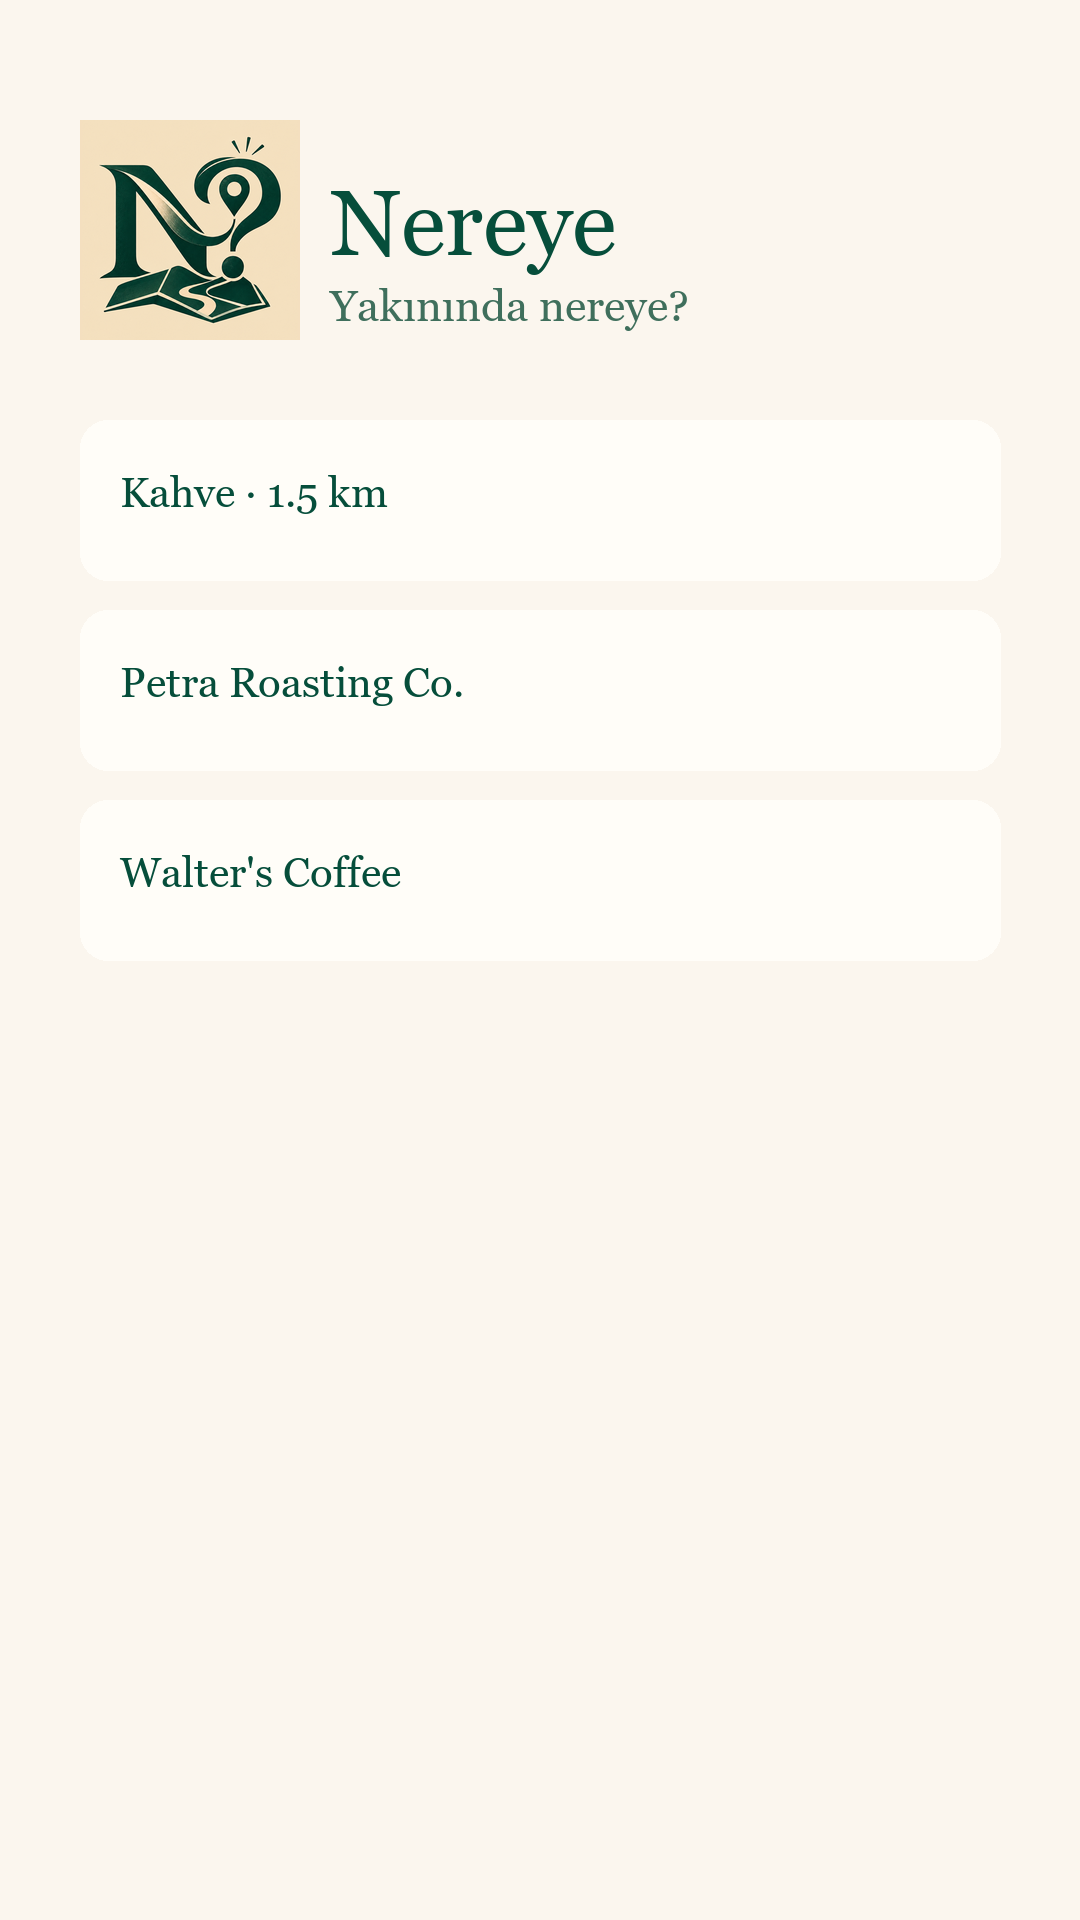 N?
Nereye
Yakınında nereye?
Kahve · 1.5 km
Petra Roasting Co.
Walter's Coffee